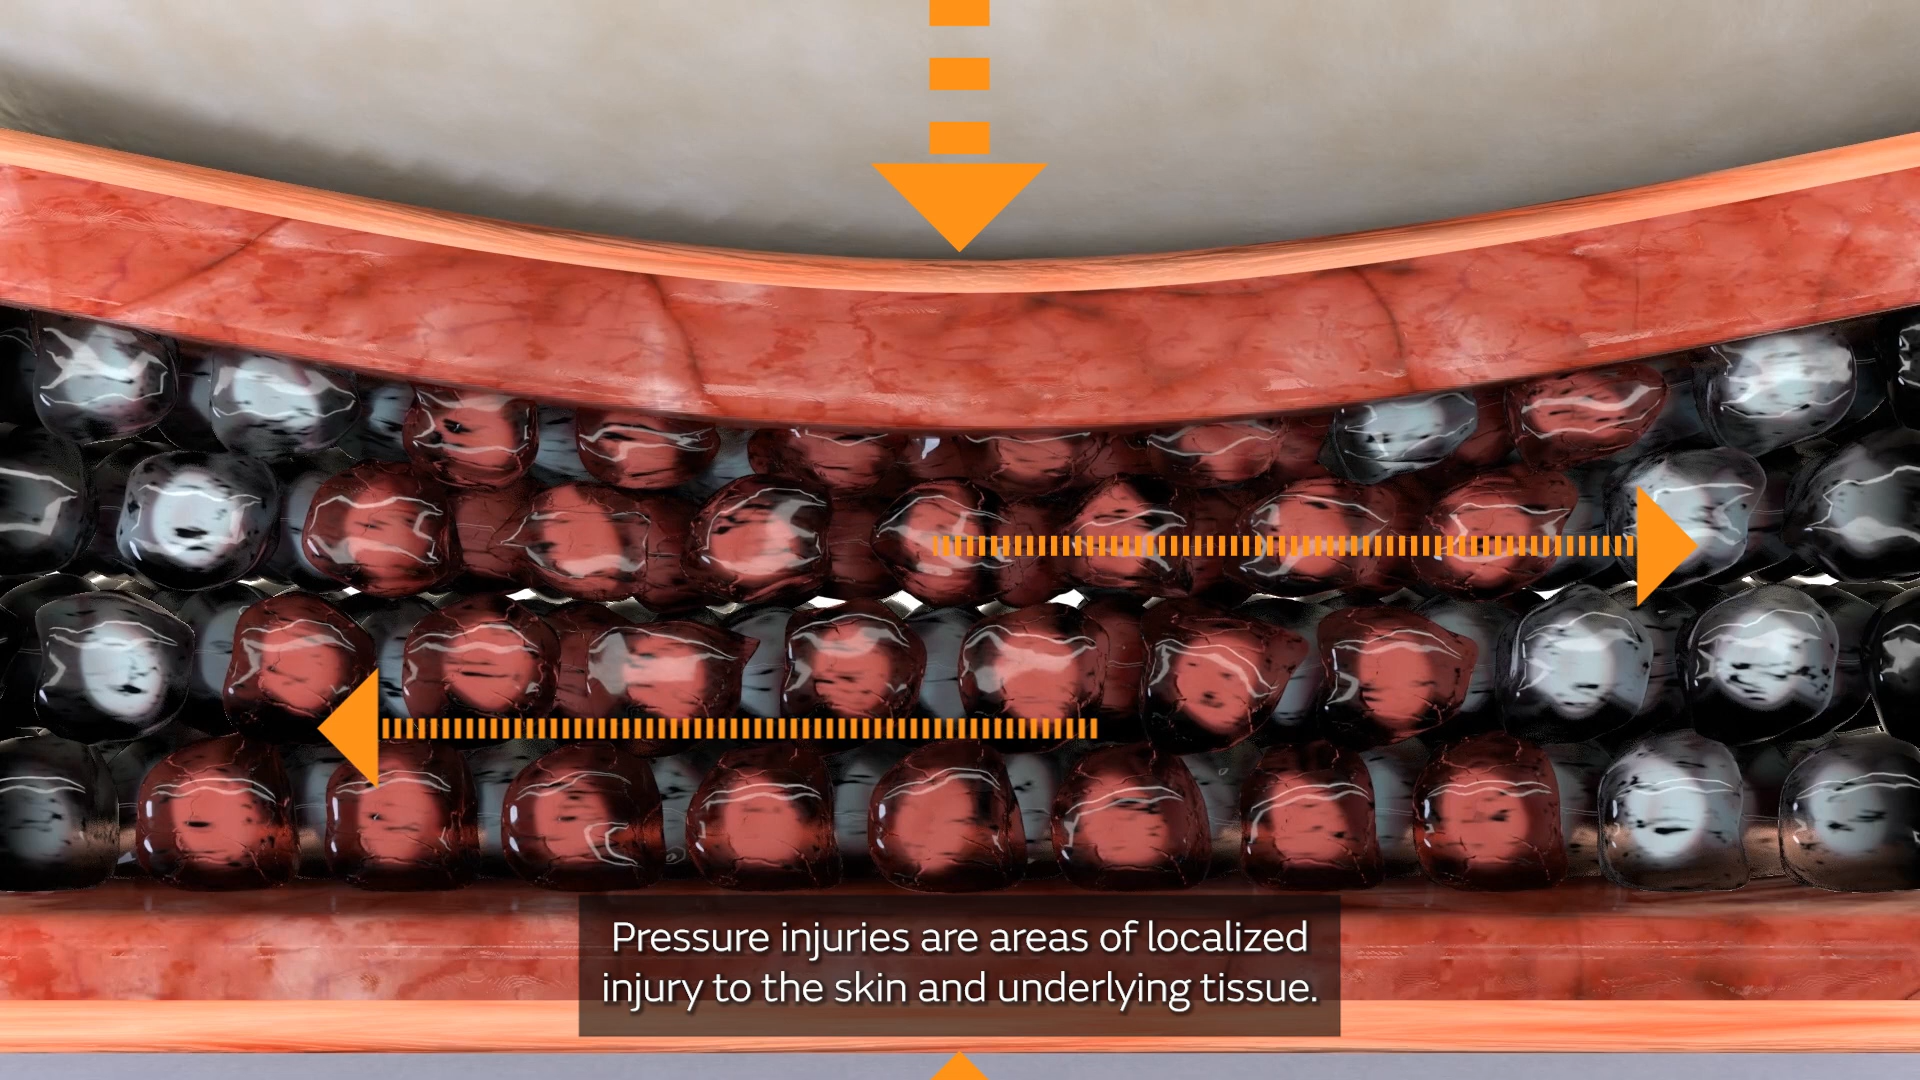 Pressure injuries are areas of localized
injury to the skin and underlying tissue.